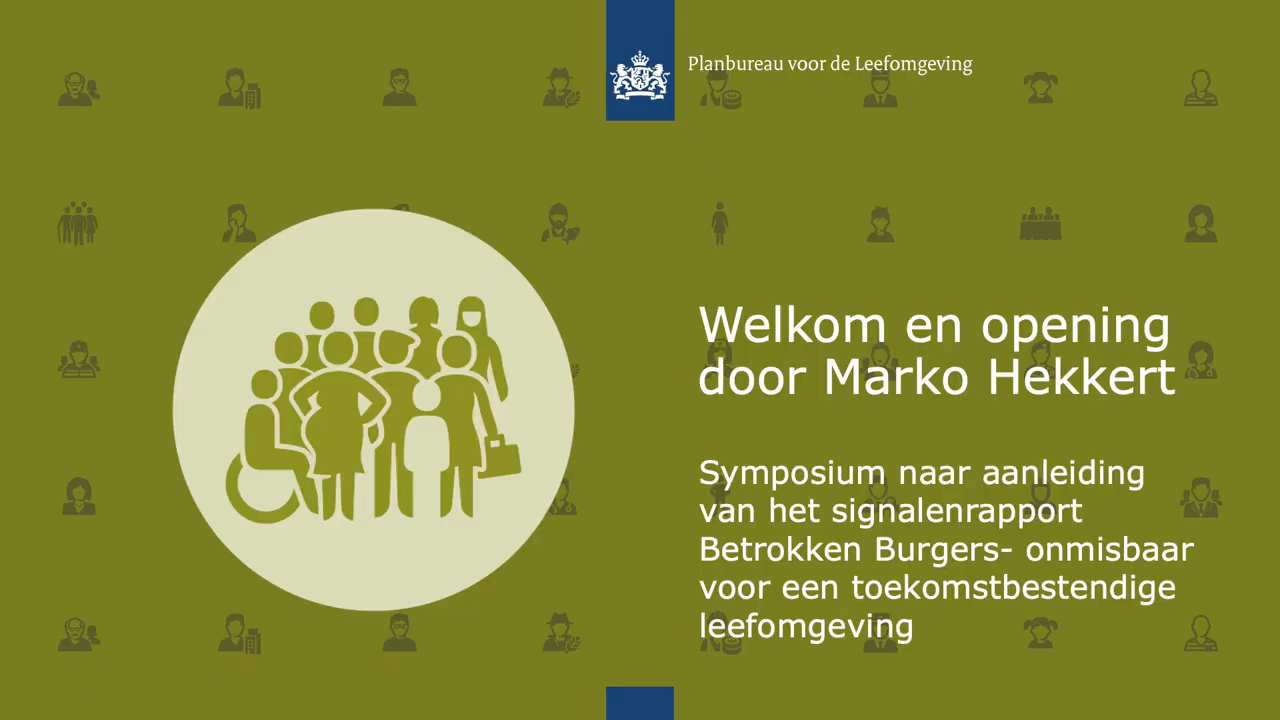 Planbureau voor de Leefomgeving
Welkom en opening
door Marko Hekkert
Symposium naar aanleiding
van het signalenrapport
Betrokken Burgers- onmisbaar
voor een toekomstbestendige
leefomgeving